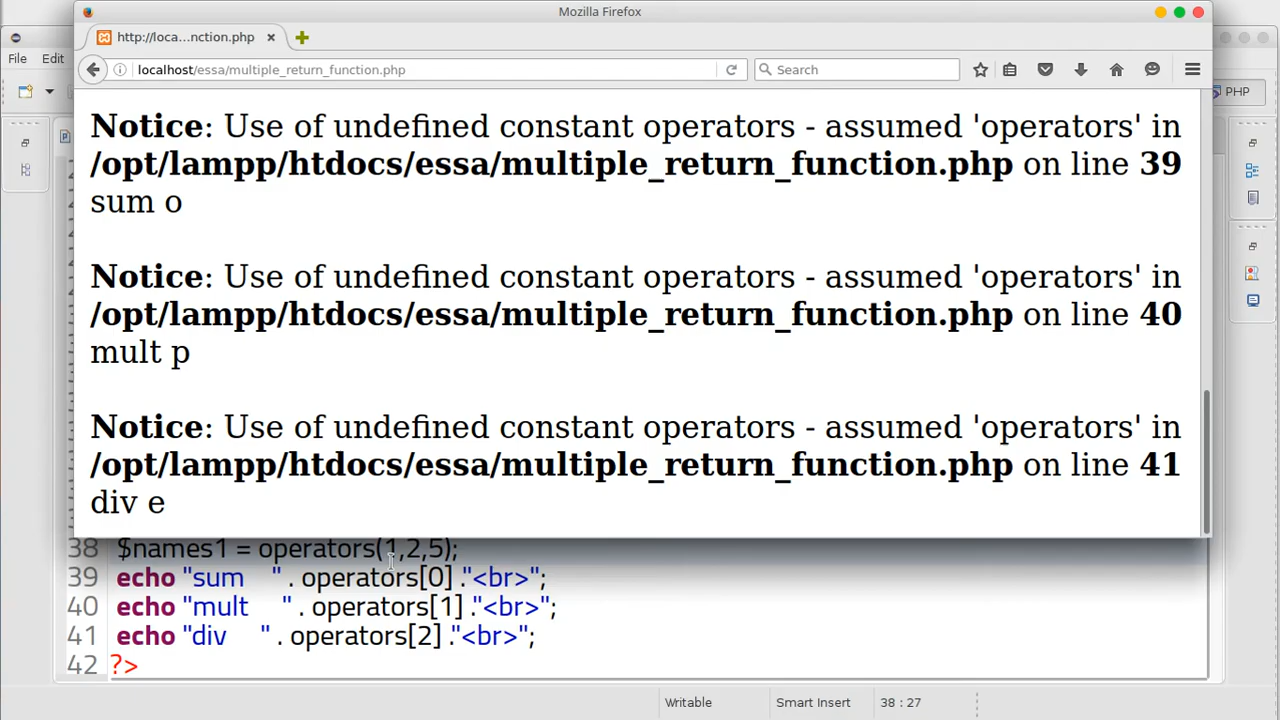 Mozilla Firefox
http://loca...nction.php
localhost/essa/multiple_return_function.php
Search
File Edit
PHP
Notice: Use of undefined constant operators - assumed 'operators' in
/opt/lampp/htdocs/essa/multiple_return_function.php on line 39
sum o
Notice: Use of undefined constant operators - assumed 'operators' in
/opt/lampp/htdocs/essa/multiple_return_function.php on line 40
mult p
Notice: Use of undefined constant operators - assumed 'operators' in
/opt/lampp/htdocs/essa/multiple_return_function.php on line 41
div e
38 $names1 = operators(1,2,5);
39 echo "sum    " . operators[0] ."<br>";
40 echo "mult    " . operators[1] ."<br>";
41 echo "div    " . operators[2] ."<br>";
42 ?>
Writable Smart Insert 38 : 27